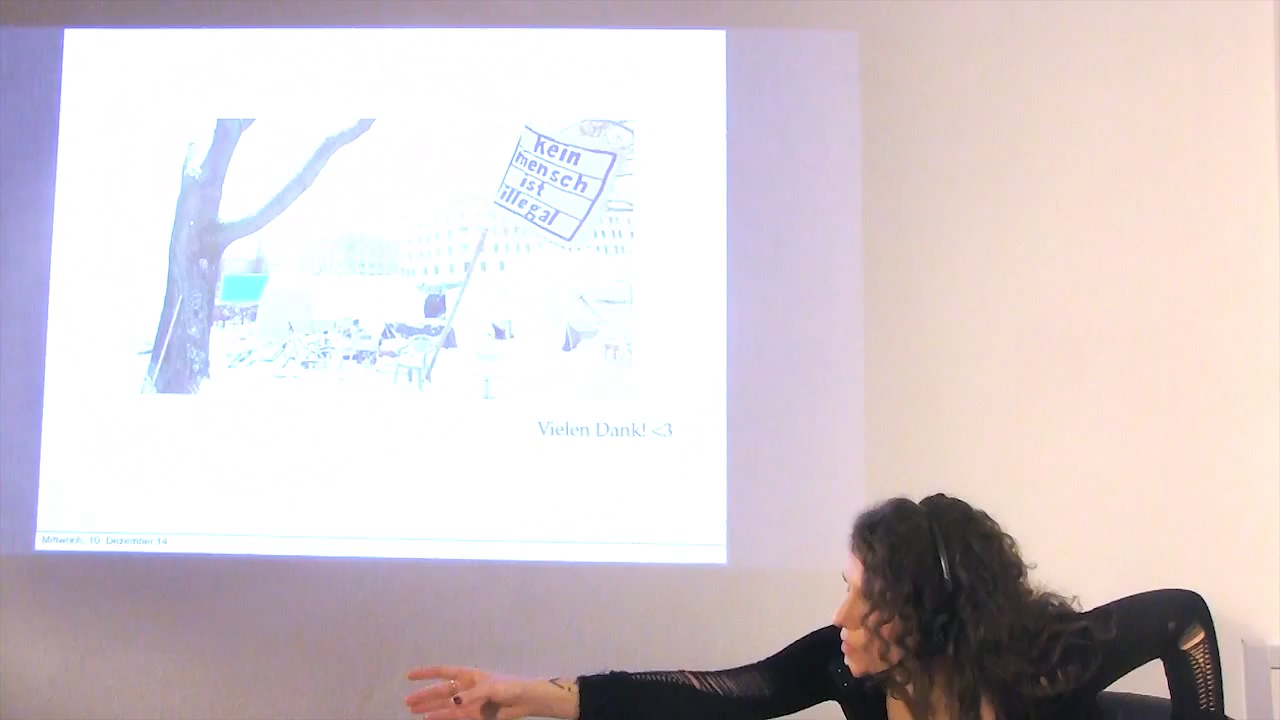 kein
mensch
ist
illegal
Vielen Dank! <3
Mittwoch, 10. Dezember 14